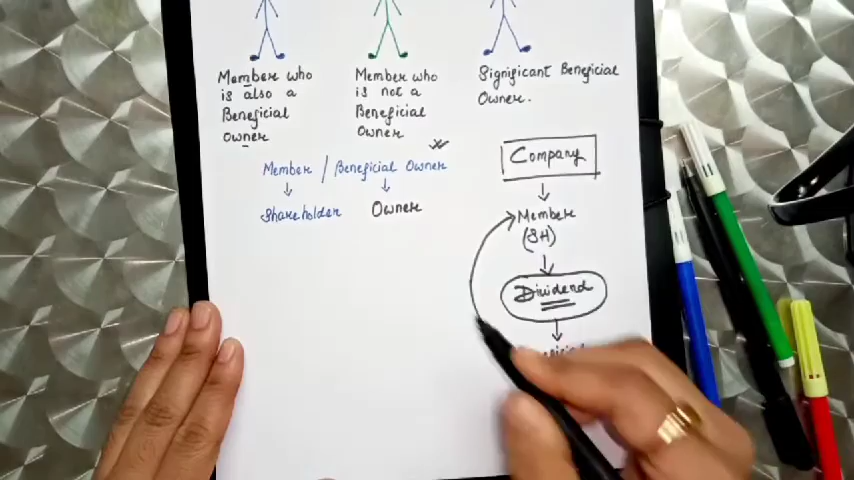 Member who
is also a
Beneficial
Owner
Member who
is not a
Beneficial
Owner
Significant Beneficial
Owner.
Member / Beneficial Owner
Shareholder Owner
Company
Member
(SH)
Dividend